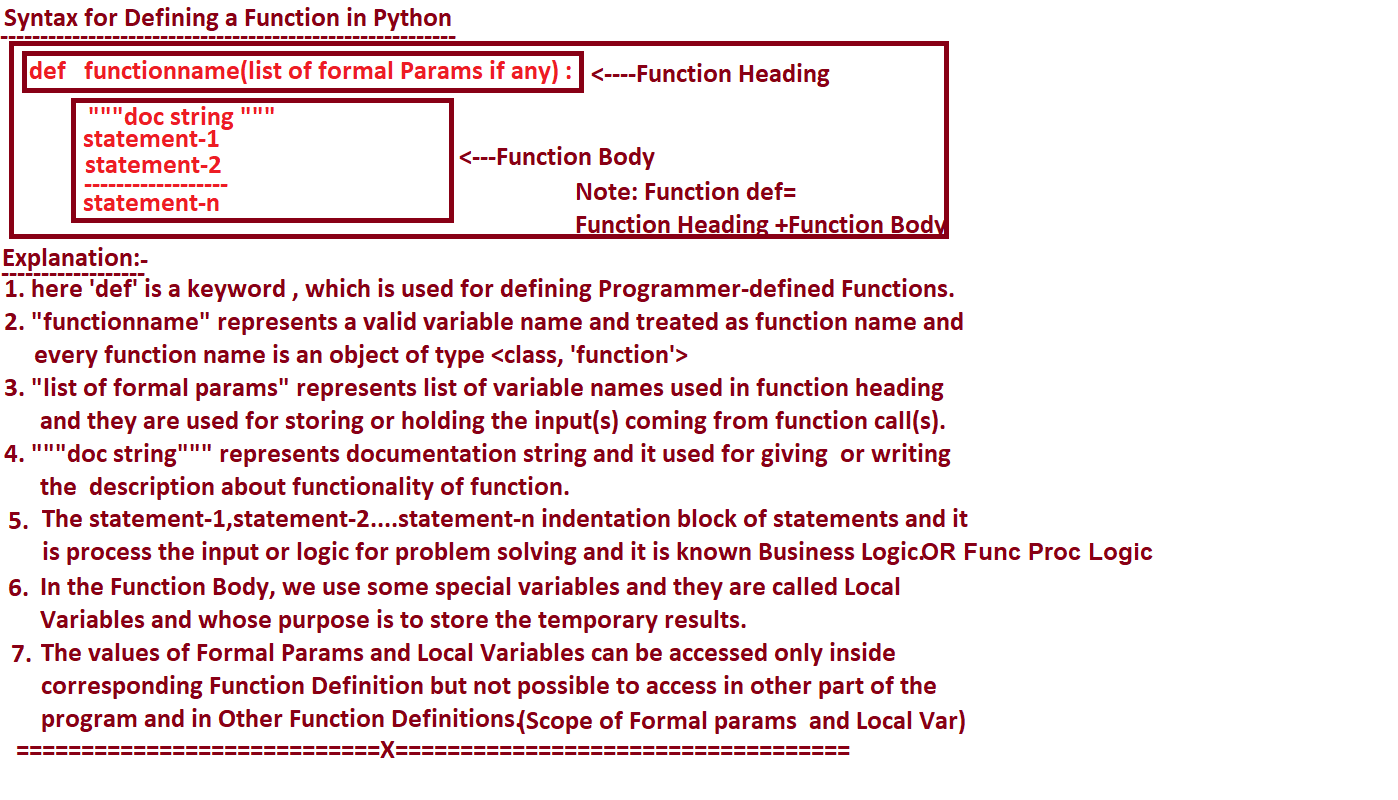 Syntax for Defining a Function in Python
---------------------------------------------------------
def functionname(list of formal Params if any) : <----Function Heading
"""doc string """
statement-1
statement-2
<---Function Body
------------------
statement-n
Note: Function def=
Function Heading +Function Body
Explanation:-
------------------
1. here 'def' is a keyword , which is used for defining Programmer-defined Functions.
2. "functionname" represents a valid variable name and treated as function name and
every function name is an object of type <class, 'function'>
3. "list of formal params" represents list of variable names used in function heading
and they are used for storing or holding the input(s) coming from function call(s).
4. """doc string""" represents documentation string and it used for giving or writing
the description about functionality of function.
5. The statement-1,statement-2....statement-n indentation block of statements and it
is process the input or logic for problem solving and it is known Business Logic.OR Func Proc Logic
6. In the Function Body, we use some special variables and they are called Local
Variables and whose purpose is to store the temporary results.
7. The values of Formal Params and Local Variables can be accessed only inside
corresponding Function Definition but not possible to access in other part of the
program and in Other Function Definitions.(Scope of Formal params and Local Var)
============================X===================================